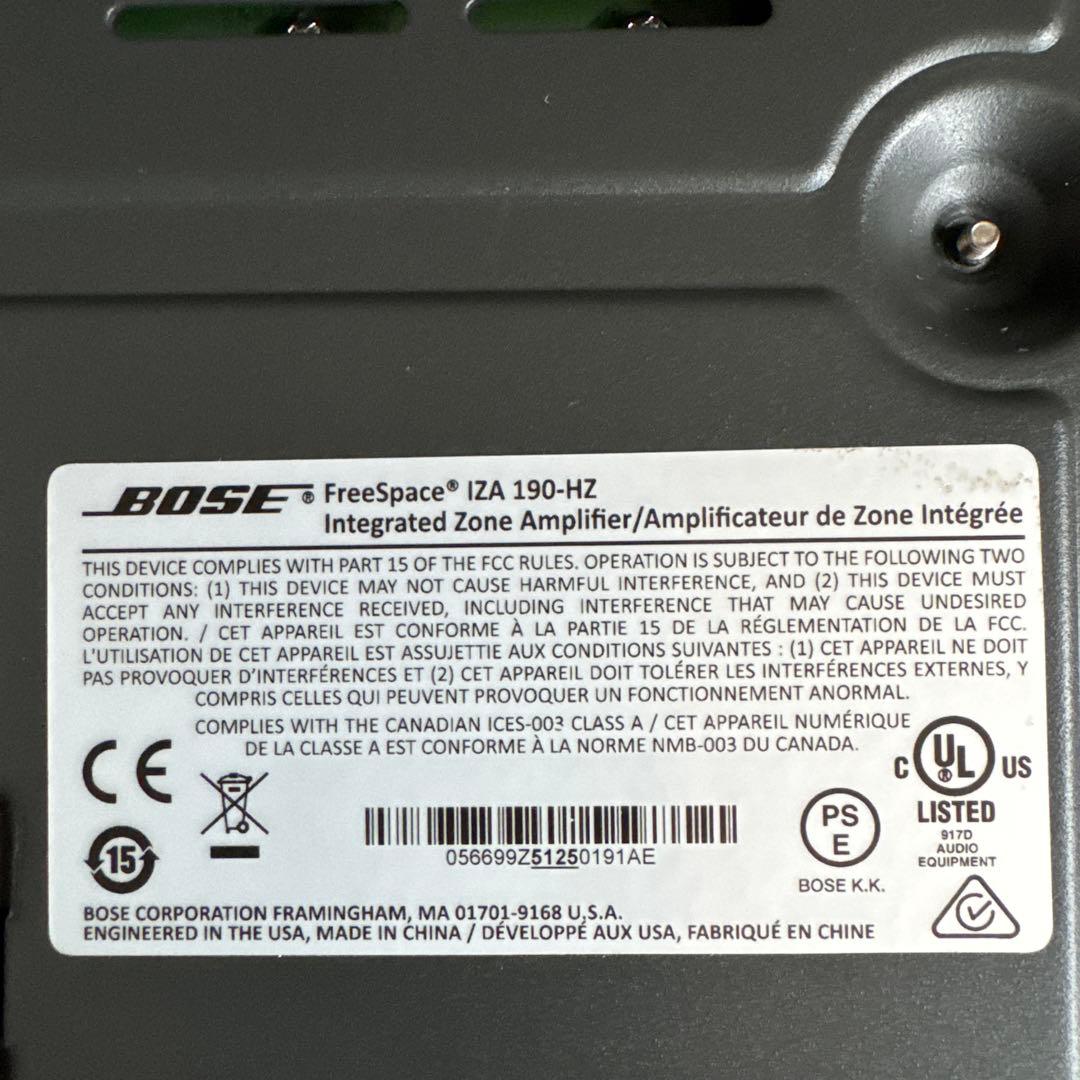 BOSE® FreeSpace® IZA 190-HZ
Integrated Zone Amplifier/Amplificateur de Zone Intégrée
THIS DEVICE COMPLIES WITH PART 15 OF THE FCC RULES. OPERATION IS SUBJECT TO THE FOLLOWING TWO
CONDITIONS: (1) THIS DEVICE MAY NOT CAUSE HARMFUL INTERFERENCE, AND (2) THIS DEVICE MUST
ACCEPT ANY INTERFERENCE RECEIVED, INCLUDING INTERFERENCE THAT MAY CAUSE UNDESIRED
OPERATION. / CET APPAREIL EST CONFORME À LA PARTIE 15 DE LA RÉGLEMENTATION DE LA FCC.
L'UTILISATION DE CET APPAREIL EST ASSUJETTIE AUX CONDITIONS SUIVANTES : (1) CET APPAREIL NE DOIT
PAS PROVOQUER D'INTERFÉRENCES ET (2) CET APPAREIL DOIT TOLÉRER LES INTERFÉRENCES EXTERNES, Y
COMPRIS CELLES QUI PEUVENT PROVOQUER UN FONCTIONNEMENT ANORMAL.
COMPLIES WITH THE CANADIAN ICES-003 CLASS A / CET APPAREIL NUMÉRIQUE
DE LA CLASSE A EST CONFORME À LA NORME NMB-003 DU CANADA.
CE
C UL® US
LISTED
917D
AUDIO
EQUIPMENT
PS
E
BOSE K.K.
15
056699Z51250191AE
BOSE CORPORATION FRAMINGHAM, MA 01701-9168 U.S.A.
ENGINEERED IN THE USA, MADE IN CHINA / DÉVELOPPÉ AUX USA, FABRIQUÉ EN CHINE